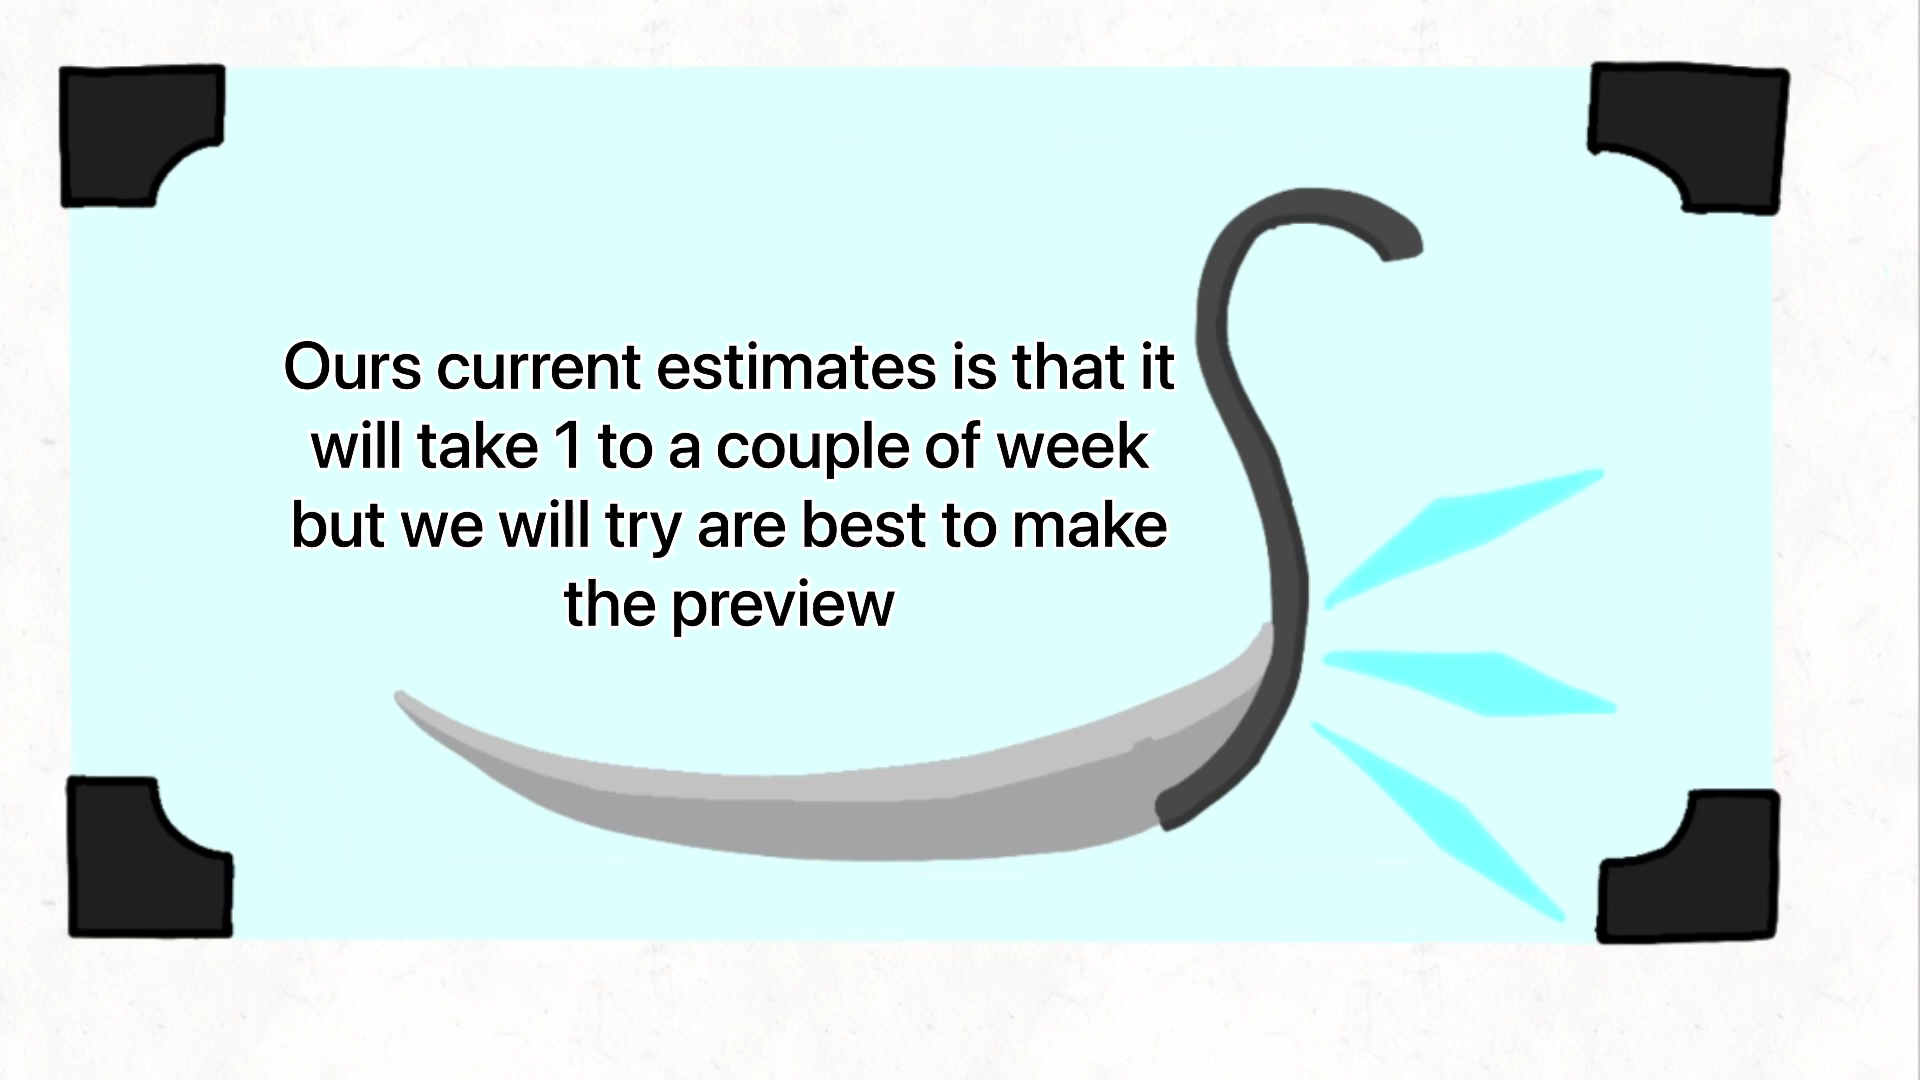 Ours current estimates is that it
will take 1 to a couple of week
but we will try are best to make
the preview